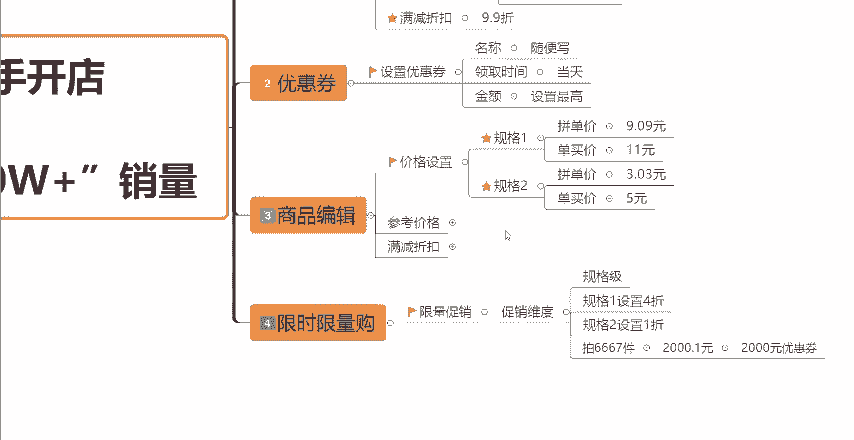 满减折扣 9.9折
手开店
0W+”销量
2 优惠券
设置优惠券
名称 随便写
领取时间 当天
金额 设置最高
3 商品编辑
价格设置
规格1
拼单价 9.09元
单买价 11元
规格2
拼单价 3.03元
单买价 5元
参考价格
满减折扣
4 限时限量购
限量促销 促销维度
规格级
规格1设置4折
规格2设置1折
拍6667件 2000.1元 2000元优惠券